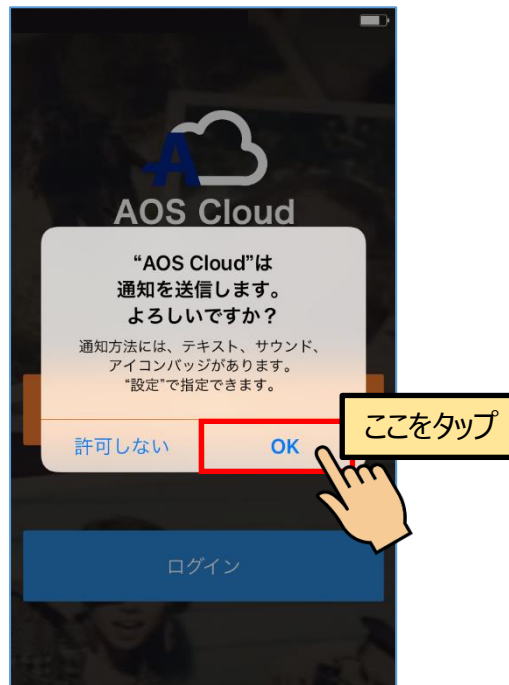 AOS Cloud
“AOS Cloud”は
通知を送信します。
よろしいですか？
通知方法には、テキスト、サウンド、
アイコンバッジがあります。
“設定”で指定できます。
許可しない
OK
ここをタップ
ログイン